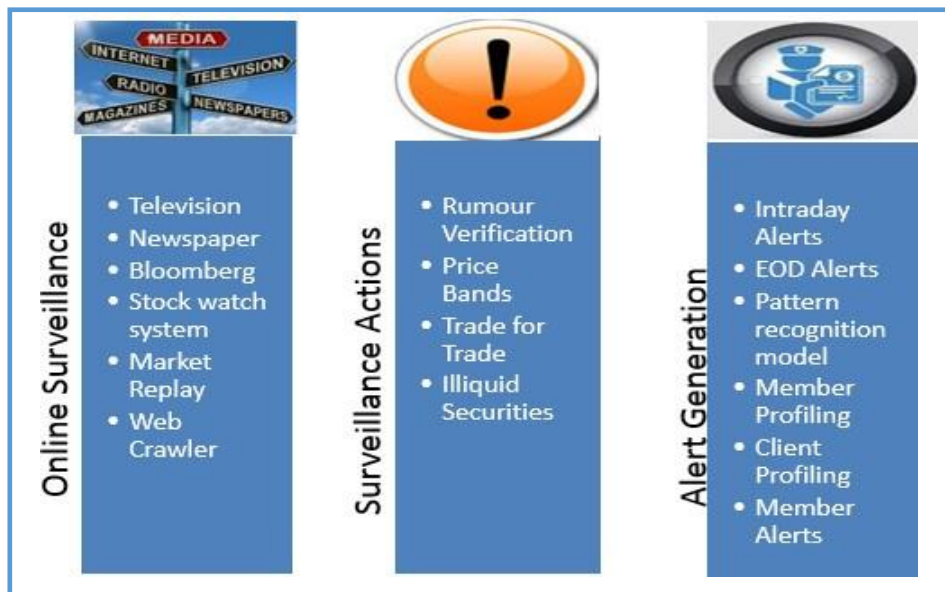 MEDIA
INTERNET
TELEVISION
RADIO
MAGAZINES
NEWSPAPERS
Online Surveillance
• Television
• Newspaper
• Bloomberg
• Stock watch
system
• Market
Replay
• Web
Crawler
Surveillance Actions
• Rumour
Verification
• Price
Bands
• Trade for
Trade
• Illiquid
Securities
Alert Generation
• Intraday
Alerts
• EOD Alerts
• Pattern
recognition
model
• Member
Profiling
• Client
Profiling
• Member
Alerts